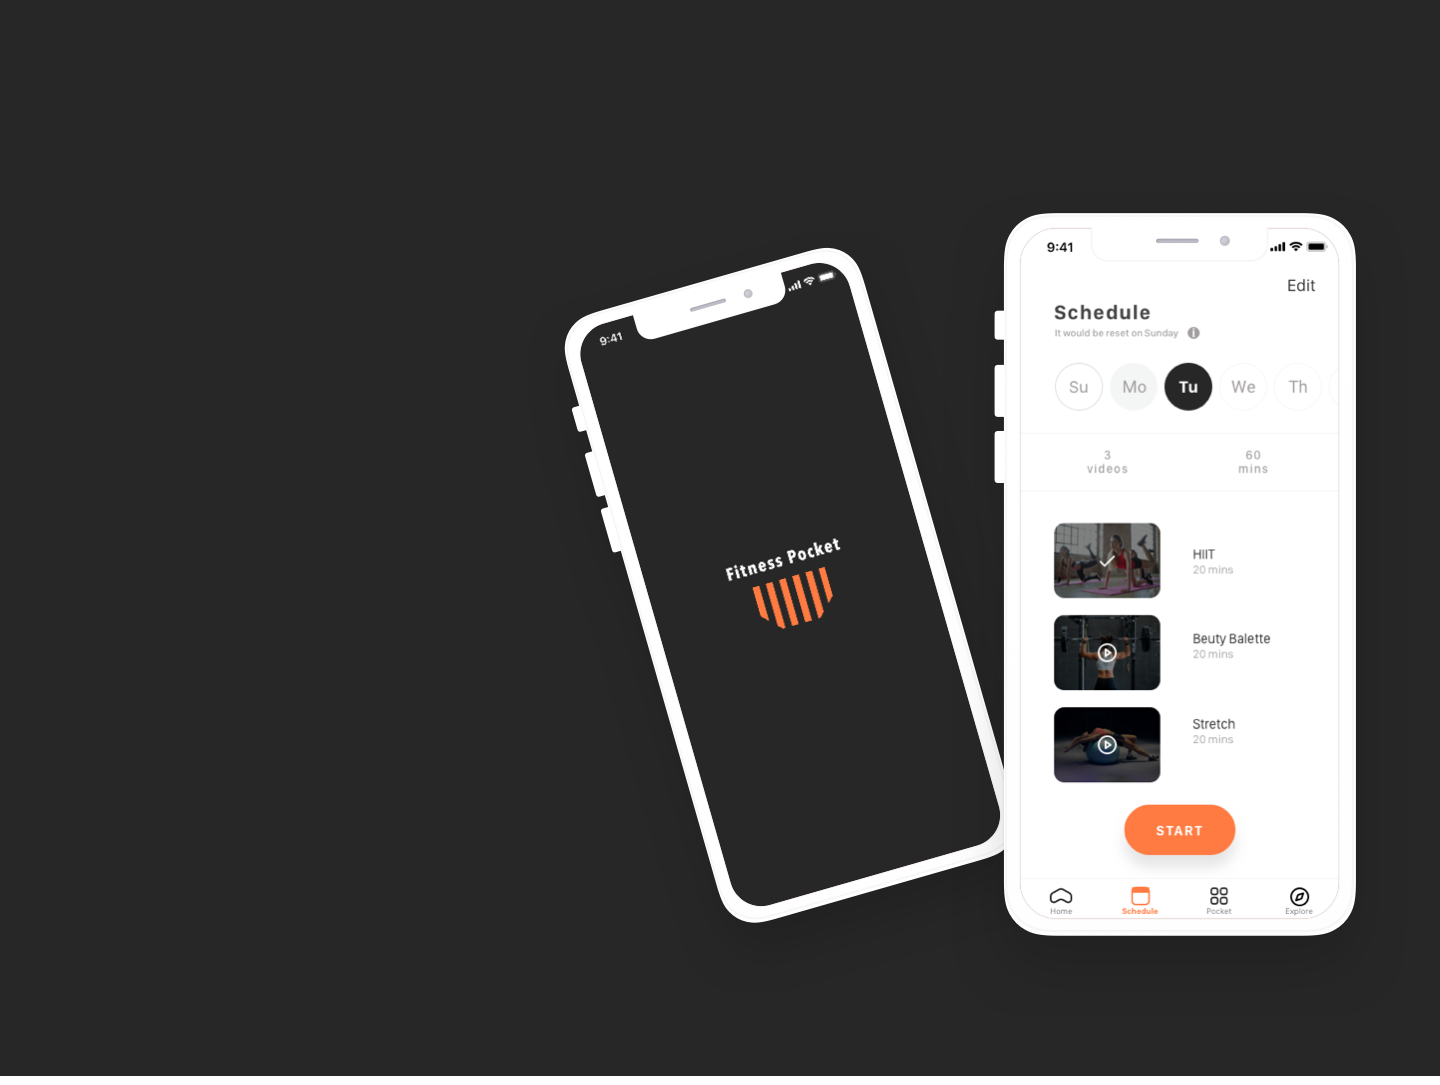 9:41
Fitness Pocket
9:41
Edit
Schedule
It would be reset on Sunday
Su Mo Tu We Th
3 60
videos mins
HIIT
20 mins
Beuty Balette
20 mins
Stretch
20 mins
START
Home Schedule Pocket Explore